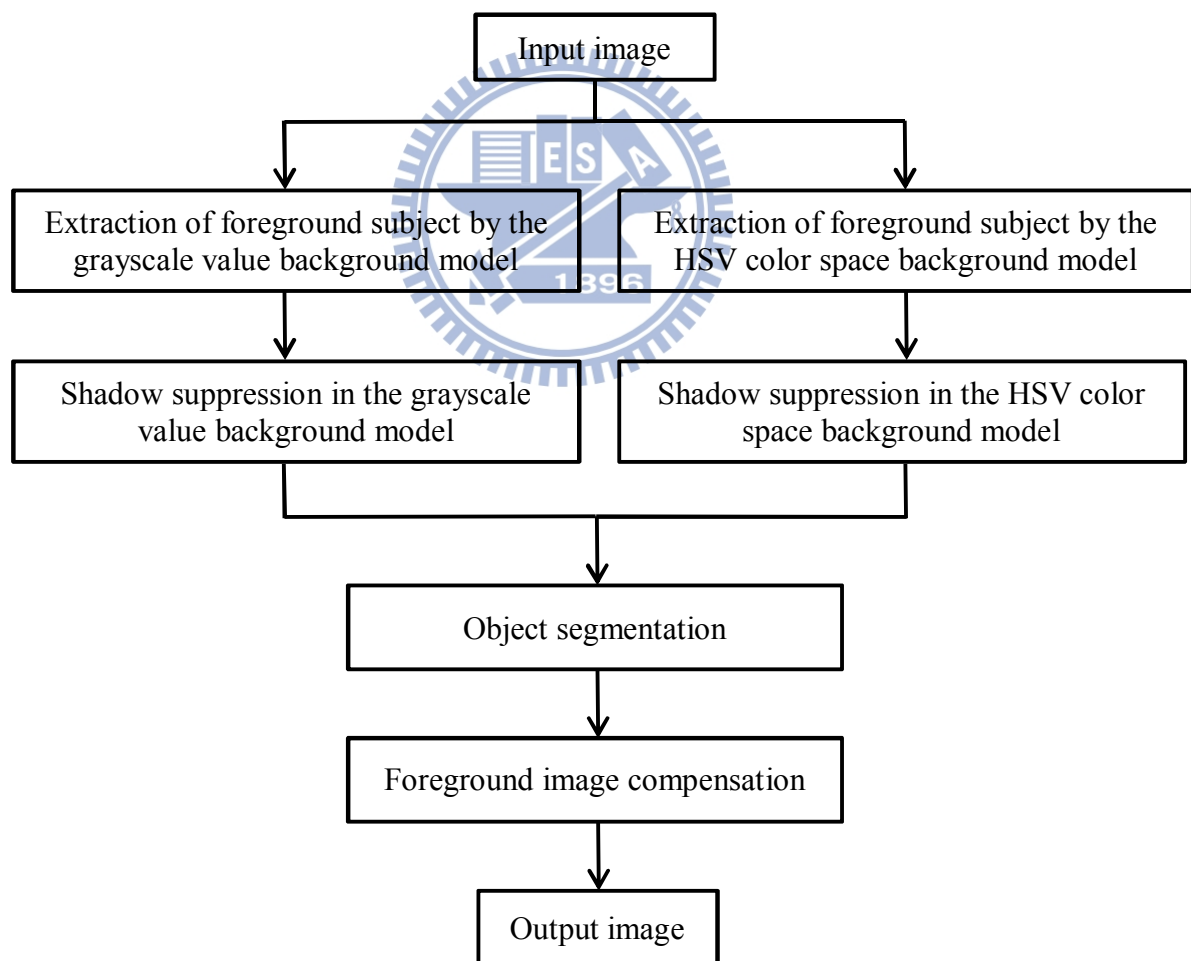 Input image
E S A
1896
Extraction of foreground subject by the
grayscale value background model
Extraction of foreground subject by the
HSV color space background model
Shadow suppression in the grayscale
value background model
Shadow suppression in the HSV color
space background model
Object segmentation
Foreground image compensation
Output image